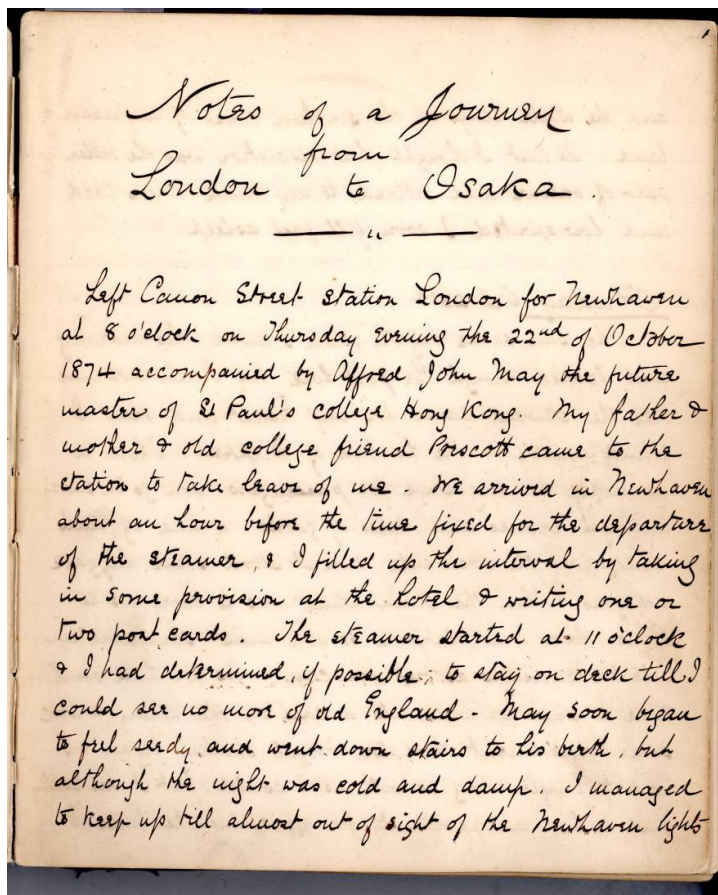 Notes of a Journey
from
London to Osaka.
Left Canon Street station London for Newhaven
at 8 o'clock on Thursday evening the 22nd of October
1874 accompanied by Alfred John May the future
master of St Paul's college Hong Kong. My father &
mother & old college friend Prescott came to the
station to take leave of me. We arrived in Newhaven
about an hour before the time fixed for the departure
of the steamer, & I filled up the interval by taking
in some provision at the hotel & writing one or
two post cards. The steamer started at 11 o'clock
& I had determined, if possible, to stay on deck till I
could see no more of old England - May soon began
to feel seedy and went down stairs to his birth, but
although the night was cold and damp. I managed
to keep up till almost out of sight of the Newhaven lights